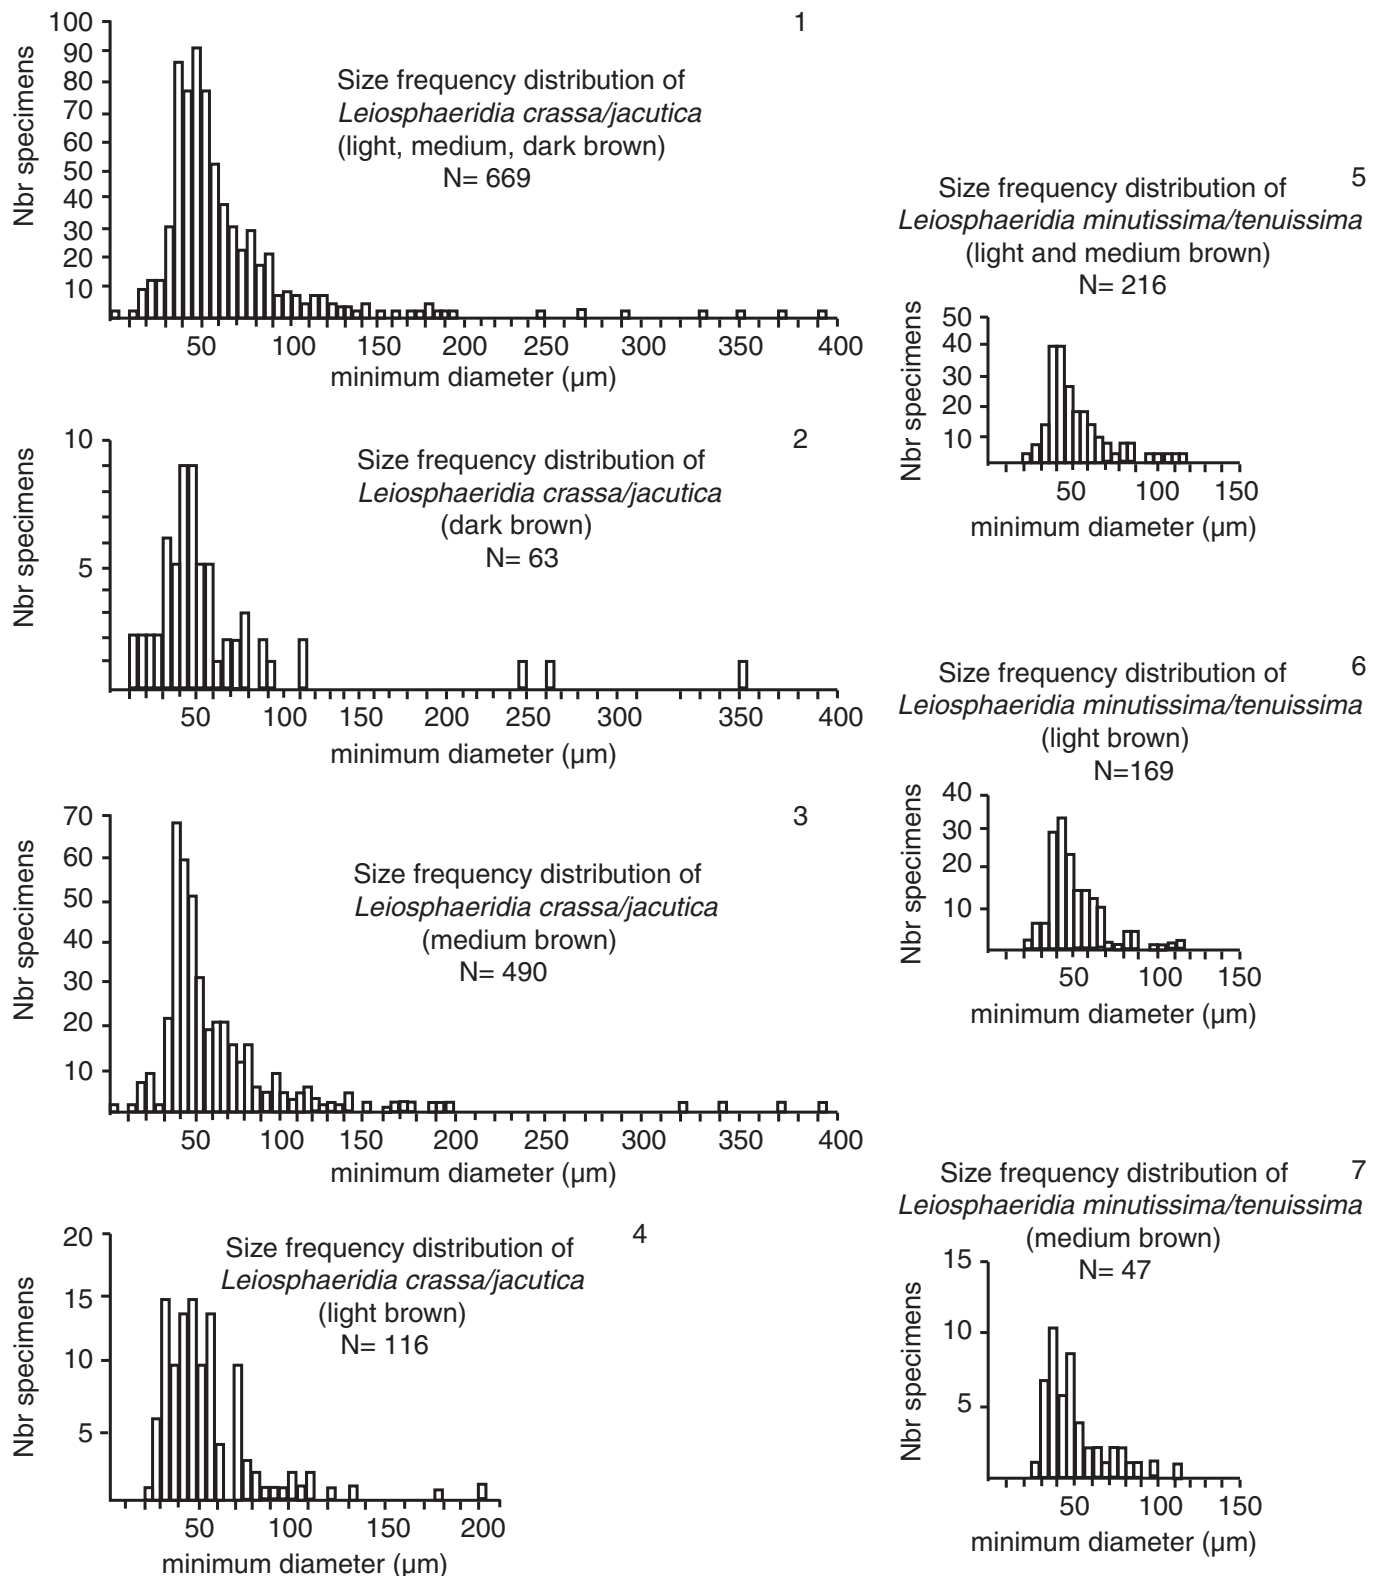 1
Size frequency distribution of
Leiosphaeridia crassa/jacutica
(light, medium, dark brown)
N= 669
Nbr specimens
100
90
80
70
60
50
40
30
20
10
50 100 150 200 250 300 350 400
minimum diameter (µm)
2
Size frequency distribution of
Leiosphaeridia crassa/jacutica
(dark brown)
N= 63
Nbr specimens
10
5
50 100 150 200 250 300 350 400
minimum diameter (µm)
3
Size frequency distribution of
Leiosphaeridia crassa/jacutica
(medium brown)
N= 490
Nbr specimens
70
60
50
40
30
20
10
50 100 150 200 250 300 350 400
minimum diameter (µm)
4
Size frequency distribution of
Leiosphaeridia crassa/jacutica
(light brown)
N= 116
Nbr specimens
20
15
10
5
50 100 150 200
minimum diameter (µm)
5
Size frequency distribution of
Leiosphaeridia minutissima/tenuissima
(light and medium brown)
N= 216
Nbr specimens
50
40
30
20
10
50 100 150
minimum diameter (µm)
6
Size frequency distribution of
Leiosphaeridia minutissima/tenuissima
(light brown)
N=169
Nbr specimens
40
30
20
10
50 100 150
minimum diameter (µm)
7
Size frequency distribution of
Leiosphaeridia minutissima/tenuissima
(medium brown)
N= 47
Nbr specimens
15
10
5
50 100 150
minimum diameter (µm)